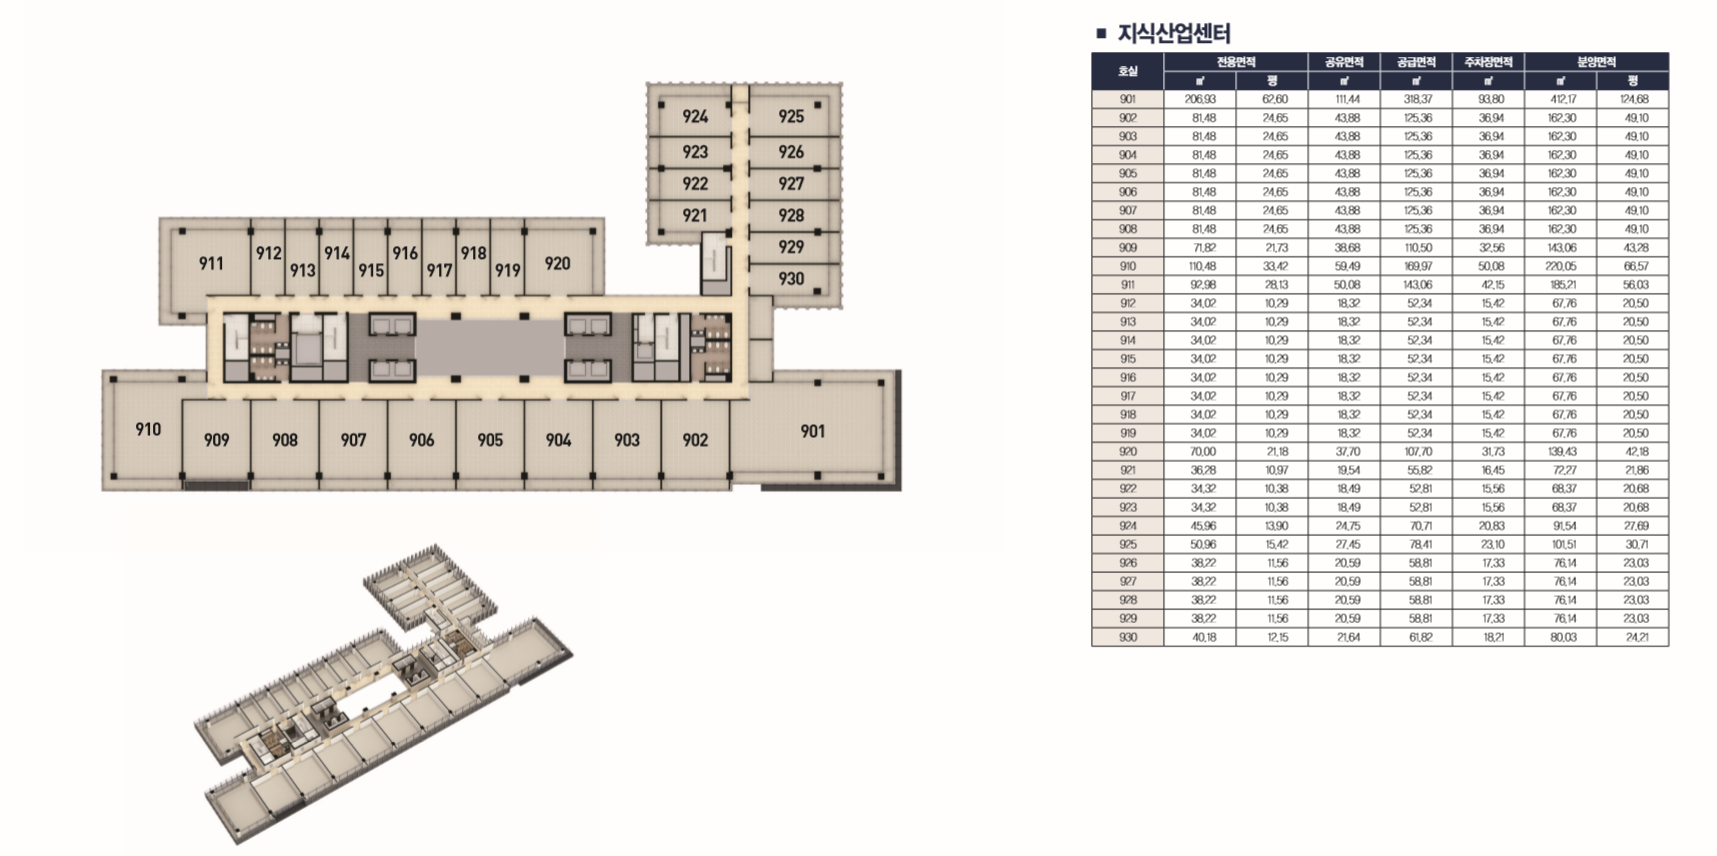 924 925
923 926
922 927
921 928
929
930
911 912 913 914 915 916 917 918 919 920
910 909 908 907 906 905 904 903 902 901
■ 지식산업센터
호실 전용면적 공유면적 공급면적 주차장면적 분양면적
㎡ 평 ㎡ ㎡ ㎡ ㎡ 평
901 206.93 62.60 111.44 318.37 93.80 412.17 124.68
902 81.48 24.65 43.88 125.36 36.94 162.30 49.10
903 81.48 24.65 43.88 125.36 36.94 162.30 49.10
904 81.48 24.65 43.88 125.36 36.94 162.30 49.10
905 81.48 24.65 43.88 125.36 36.94 162.30 49.10
906 81.48 24.65 43.88 125.36 36.94 162.30 49.10
907 81.48 24.65 43.88 125.36 36.94 162.30 49.10
908 81.48 24.65 43.88 125.36 36.94 162.30 49.10
909 71.82 21.73 38.68 110.50 32.56 143.06 43.28
910 110.48 33.42 59.49 169.97 50.08 220.05 66.57
911 92.98 28.13 50.08 143.06 42.15 185.21 56.03
912 34.02 10.29 18.32 52.34 15.42 67.76 20.50
913 34.02 10.29 18.32 52.34 15.42 67.76 20.50
914 34.02 10.29 18.32 52.34 15.42 67.76 20.50
915 34.02 10.29 18.32 52.34 15.42 67.76 20.50
916 34.02 10.29 18.32 52.34 15.42 67.76 20.50
917 34.02 10.29 18.32 52.34 15.42 67.76 20.50
918 34.02 10.29 18.32 52.34 15.42 67.76 20.50
919 34.02 10.29 18.32 52.34 15.42 67.76 20.50
920 70.00 21.18 37.70 107.70 31.73 139.43 42.18
921 36.28 10.97 19.54 55.82 16.45 72.27 21.86
922 34.32 10.38 18.49 52.81 15.56 68.37 20.68
923 34.32 10.38 18.49 52.81 15.56 68.37 20.68
924 45.96 13.90 24.75 70.71 20.83 91.54 27.69
925 50.96 15.42 27.45 78.41 23.10 101.51 30.71
926 38.22 11.56 20.59 58.81 17.33 76.14 23.03
927 38.22 11.56 20.59 58.81 17.33 76.14 23.03
928 38.22 11.56 20.59 58.81 17.33 76.14 23.03
929 38.22 11.56 20.59 58.81 17.33 76.14 23.03
930 40.18 12.15 21.64 61.82 18.21 80.03 24.21